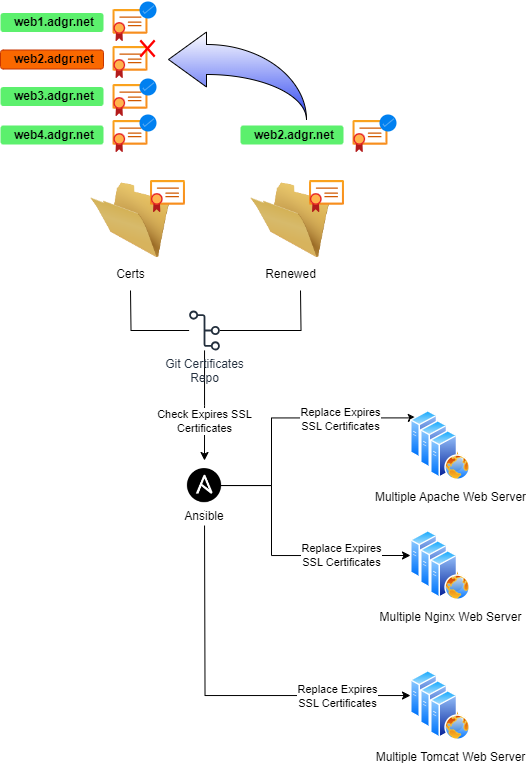 web1.adgr.net
web2.adgr.net
web3.adgr.net
web4.adgr.net
web2.adgr.net
Certs
Renewed
Git Certificates
Repo
Check Expires SSL
Certificates
Ansible
Replace Expires
SSL Certificates
Multiple Apache Web Server
Replace Expires
SSL Certificates
Multiple Nginx Web Server
Replace Expires
SSL Certificates
Multiple Tomcat Web Server